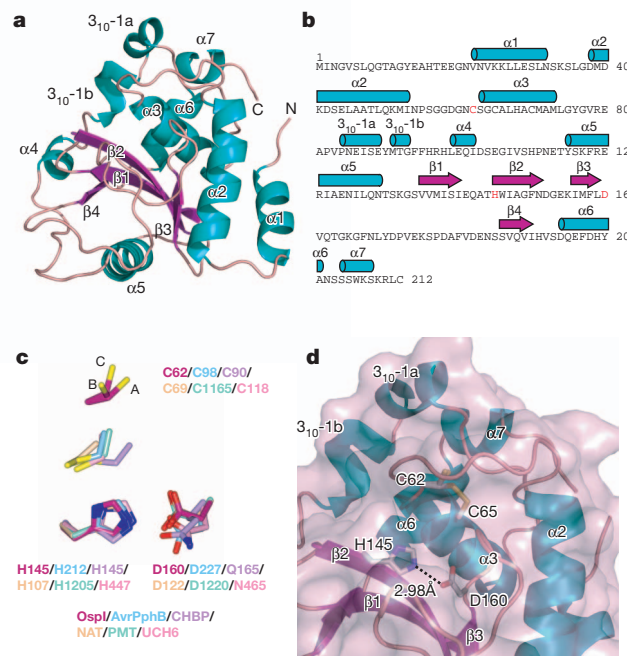 a
3₁₀-1a
α7
3₁₀-1b
α3
α6
C
N
α4
β2
β1
α2
α1
β4
β3
α5
b
α1 α2
1
MINGVSLQGTAGYEAHTEEGNVNVKKLLESLNSKSLGDMD 40
α2 α3
KDSELAATLQKMINPSGGDGNCSGCALHACMAMLGYGVRE 80
3₁₀-1a 3₁₀-1b α4 α5
APVPNEISEYMTGFFHRHLEQIDSEGIVSHPNETYSKFRE 12
α5 β1 β2 β3
RIAENILQNTSKGSVVMISIEQATHWIAGFNDGEKIMFLD 16
β4 α6
VQTGKGFNLYDPVEKSPDAFVDENSSVQVIHVSDQEFDHY 20
α6 α7
ANSSSWKSKRLC 212
c
C
B
A
C62/C98/C90/
C69/C1165/C118
H145/H212/H145/
H107/H1205/H447
D160/D227/Q165/
D122/D1220/N465
OspI/AvrPphB/CHBP/
NAT/PMT/UCH6
d
3₁₀-1a
3₁₀-1b
α7
C62
C65
α6
α2
H145
α3
β2
2.98Å
D160
β1
β3